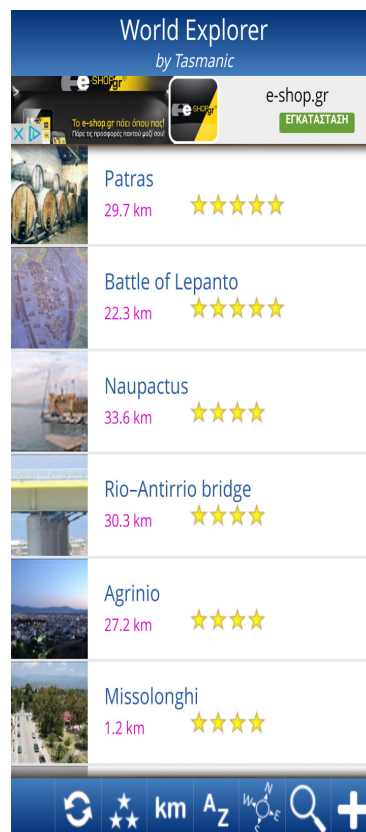 World Explorer
by Tasmanic
e-SHOP.gr
Το e-shop.gr πάει όπου πας!
Πάρε τις προσφορές παντού μαζί σου!
e-SHOP.gr
e-shop.gr
ΕΓΚΑΤΑΣΤΑΣΗ
Patras
29.7 km
Battle of Lepanto
22.3 km
Naupactus
33.6 km
Rio–Antirrio bridge
30.3 km
Agrinio
27.2 km
Missolonghi
1.2 km
km
A
Z
N
W
E
S